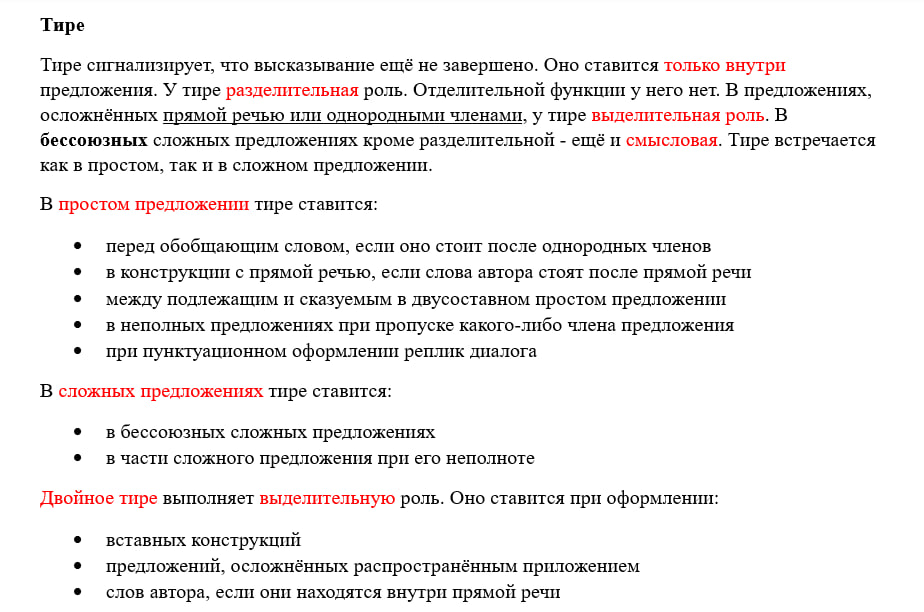 Тире
Тире сигнализирует, что высказывание ещё не завершено. Оно ставится только внутри
предложения. У тире разделительная роль. Отделительной функции у него нет. В предложениях,
осложнённых прямой речью или однородными членами, у тире выделительная роль. В
бессоюзных сложных предложениях кроме разделительной - ещё и смысловая. Тире встречается
как в простом, так и в сложном предложении.
В простом предложении тире ставится:
• перед обобщающим словом, если оно стоит после однородных членов
• в конструкции с прямой речью, если слова автора стоят после прямой речи
• между подлежащим и сказуемым в двусоставном простом предложении
• в неполных предложениях при пропуске какого-либо члена предложения
• при пунктуационном оформлении реплик диалога
В сложных предложениях тире ставится:
• в бессоюзных сложных предложениях
• в части сложного предложения при его неполноте
Двойное тире выполняет выделительную роль. Оно ставится при оформлении:
• вставных конструкций
• предложений, осложнённых распространённым приложением
• слов автора, если они находятся внутри прямой речи